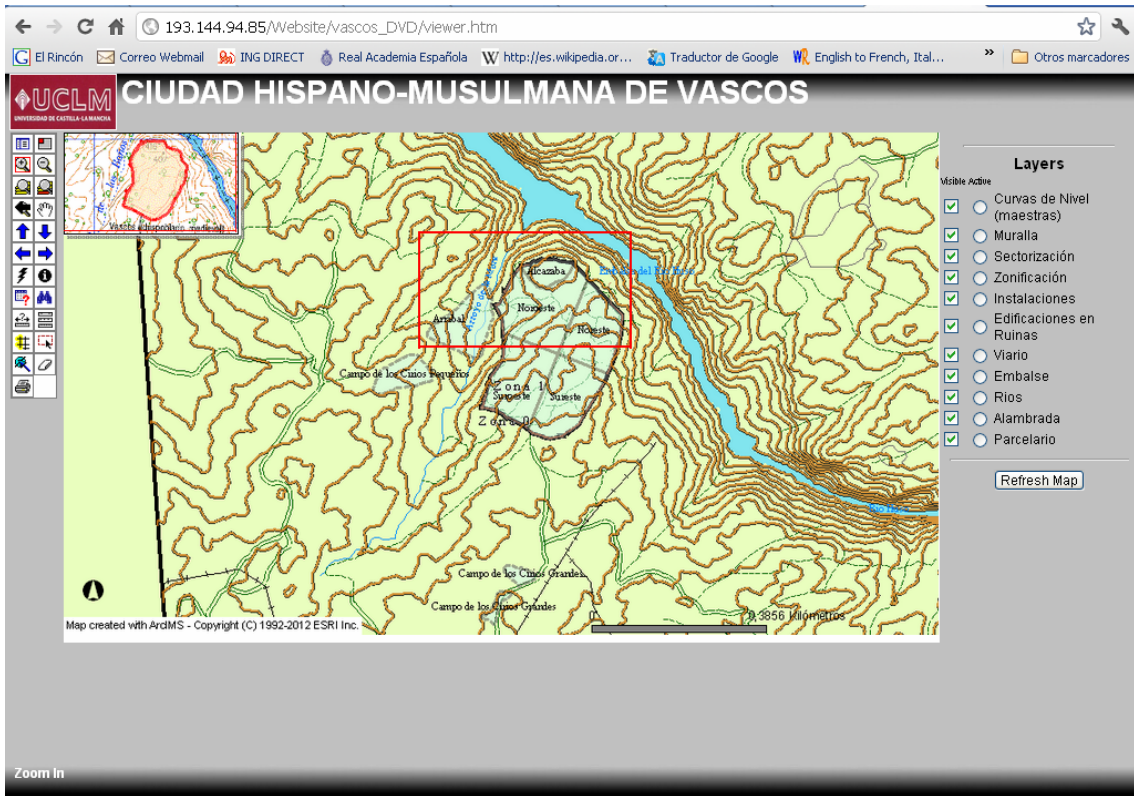 193.144.94.85/Website/vascos_DVD/viewer.htm
El Rincón Correo Webmail ING DIRECT Real Academia Española http://es.wikipedia.or... Traductor de Google English to French, Ital... » Otros marcadores
UCLM
UNIVERSIDAD DE CASTILLA-LA MANCHA
CIUDAD HISPANO-MUSULMANA DE VASCOS
Layers
Visible Active
Curvas de Nivel
(maestras)
Muralla
Sectorización
Zonificación
Instalaciones
Edificaciones en
Ruinas
Viario
Embalse
Rios
Alambrada
Parcelario
Refresh Map
Alcazaba
Noroeste
Arrabal
Noreste
Campo de los Cirios Pequeños
Zona 1
Suroeste
Sureste
Zona 0
Campo de los Cirios Grandes
Campo de los Cirios Grandes
0
0,3856 Kilómetros
Map created with ArcIMS - Copyright (C) 1992-2012 ESRI Inc.
Zoom In